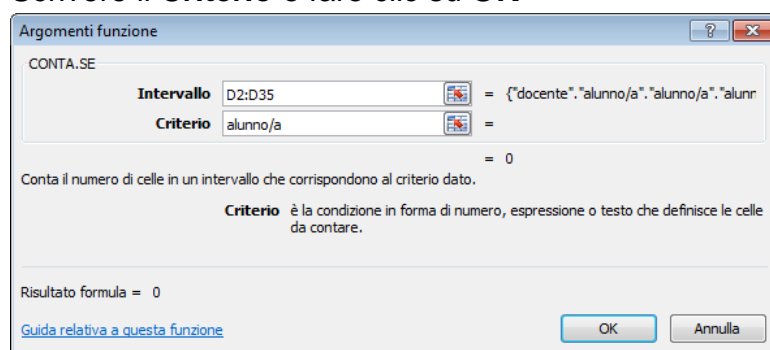 Argomenti funzione
CONTA.SE
Intervallo D2:D35 = {"docente"."alunno/a"."alunno/a"."alunn
Criterio alunno/a =
= 0
Conta il numero di celle in un intervallo che corrispondono al criterio dato.
Criterio è la condizione in forma di numero, espressione o testo che definisce le celle
da contare.
Risultato formula = 0
Guida relativa a questa funzione OK Annulla